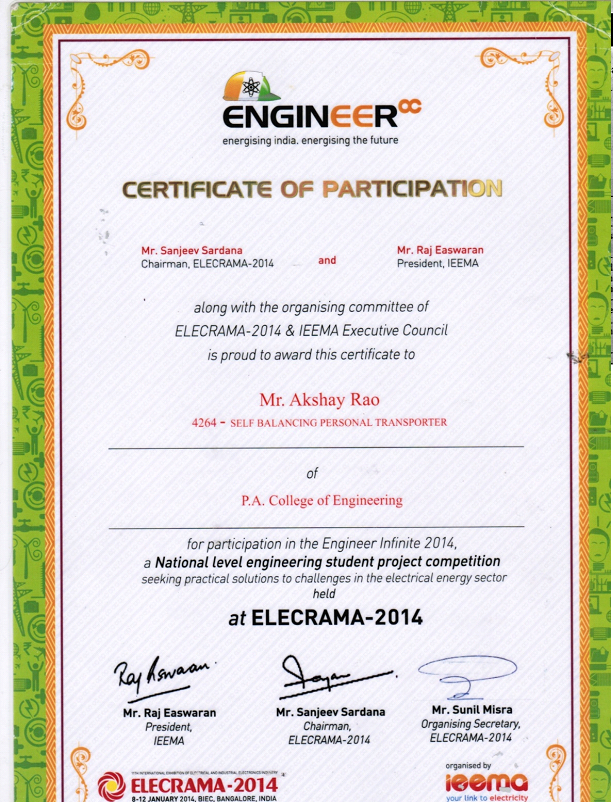 ENGINEER∞
energising india. energising the future
CERTIFICATE OF PARTICIPATION
Mr. Sanjeev Sardana
Chairman, ELECRAMA-2014
and
Mr. Raj Easwaran
President, IEEMA
along with the organising committee of
ELECRAMA-2014 & IEEMA Executive Council
is proud to award this certificate to
Mr. Akshay Rao
4264 - SELF BALANCING PERSONAL TRANSPORTER
of
P.A. College of Engineering
for participation in the Engineer Infinite 2014,
a National level engineering student project competition
seeking practical solutions to challenges in the electrical energy sector
held
at ELECRAMA-2014
Mr. Raj Easwaran
President,
IEEMA
Mr. Sanjeev Sardana
Chairman,
ELECRAMA-2014
Mr. Sunil Misra
Organising Secretary,
ELECRAMA-2014
ELECRAMA-2014
8-12 JANUARY 2014, BIEC, BANGALORE, INDIA
organised by
ieema
your link to electricity